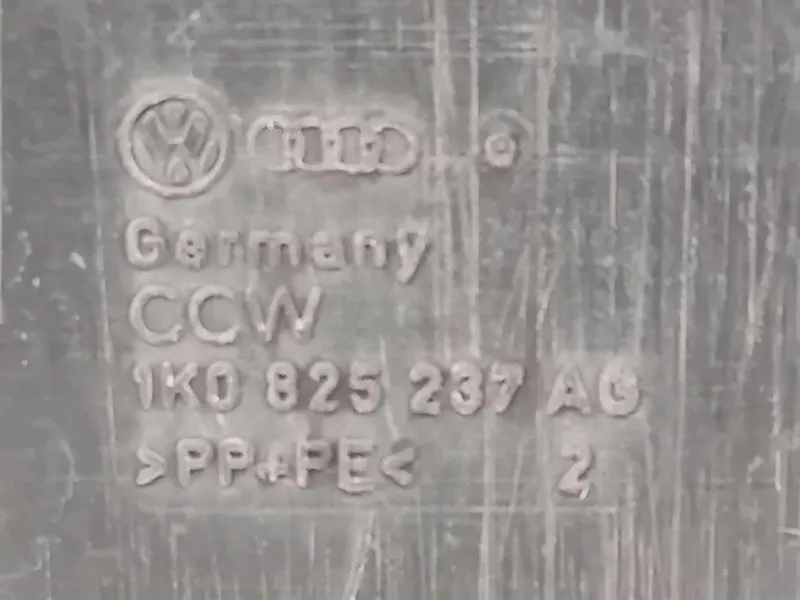 Germany
CCW
1K0 825 237 AG
>PP+PE< 2